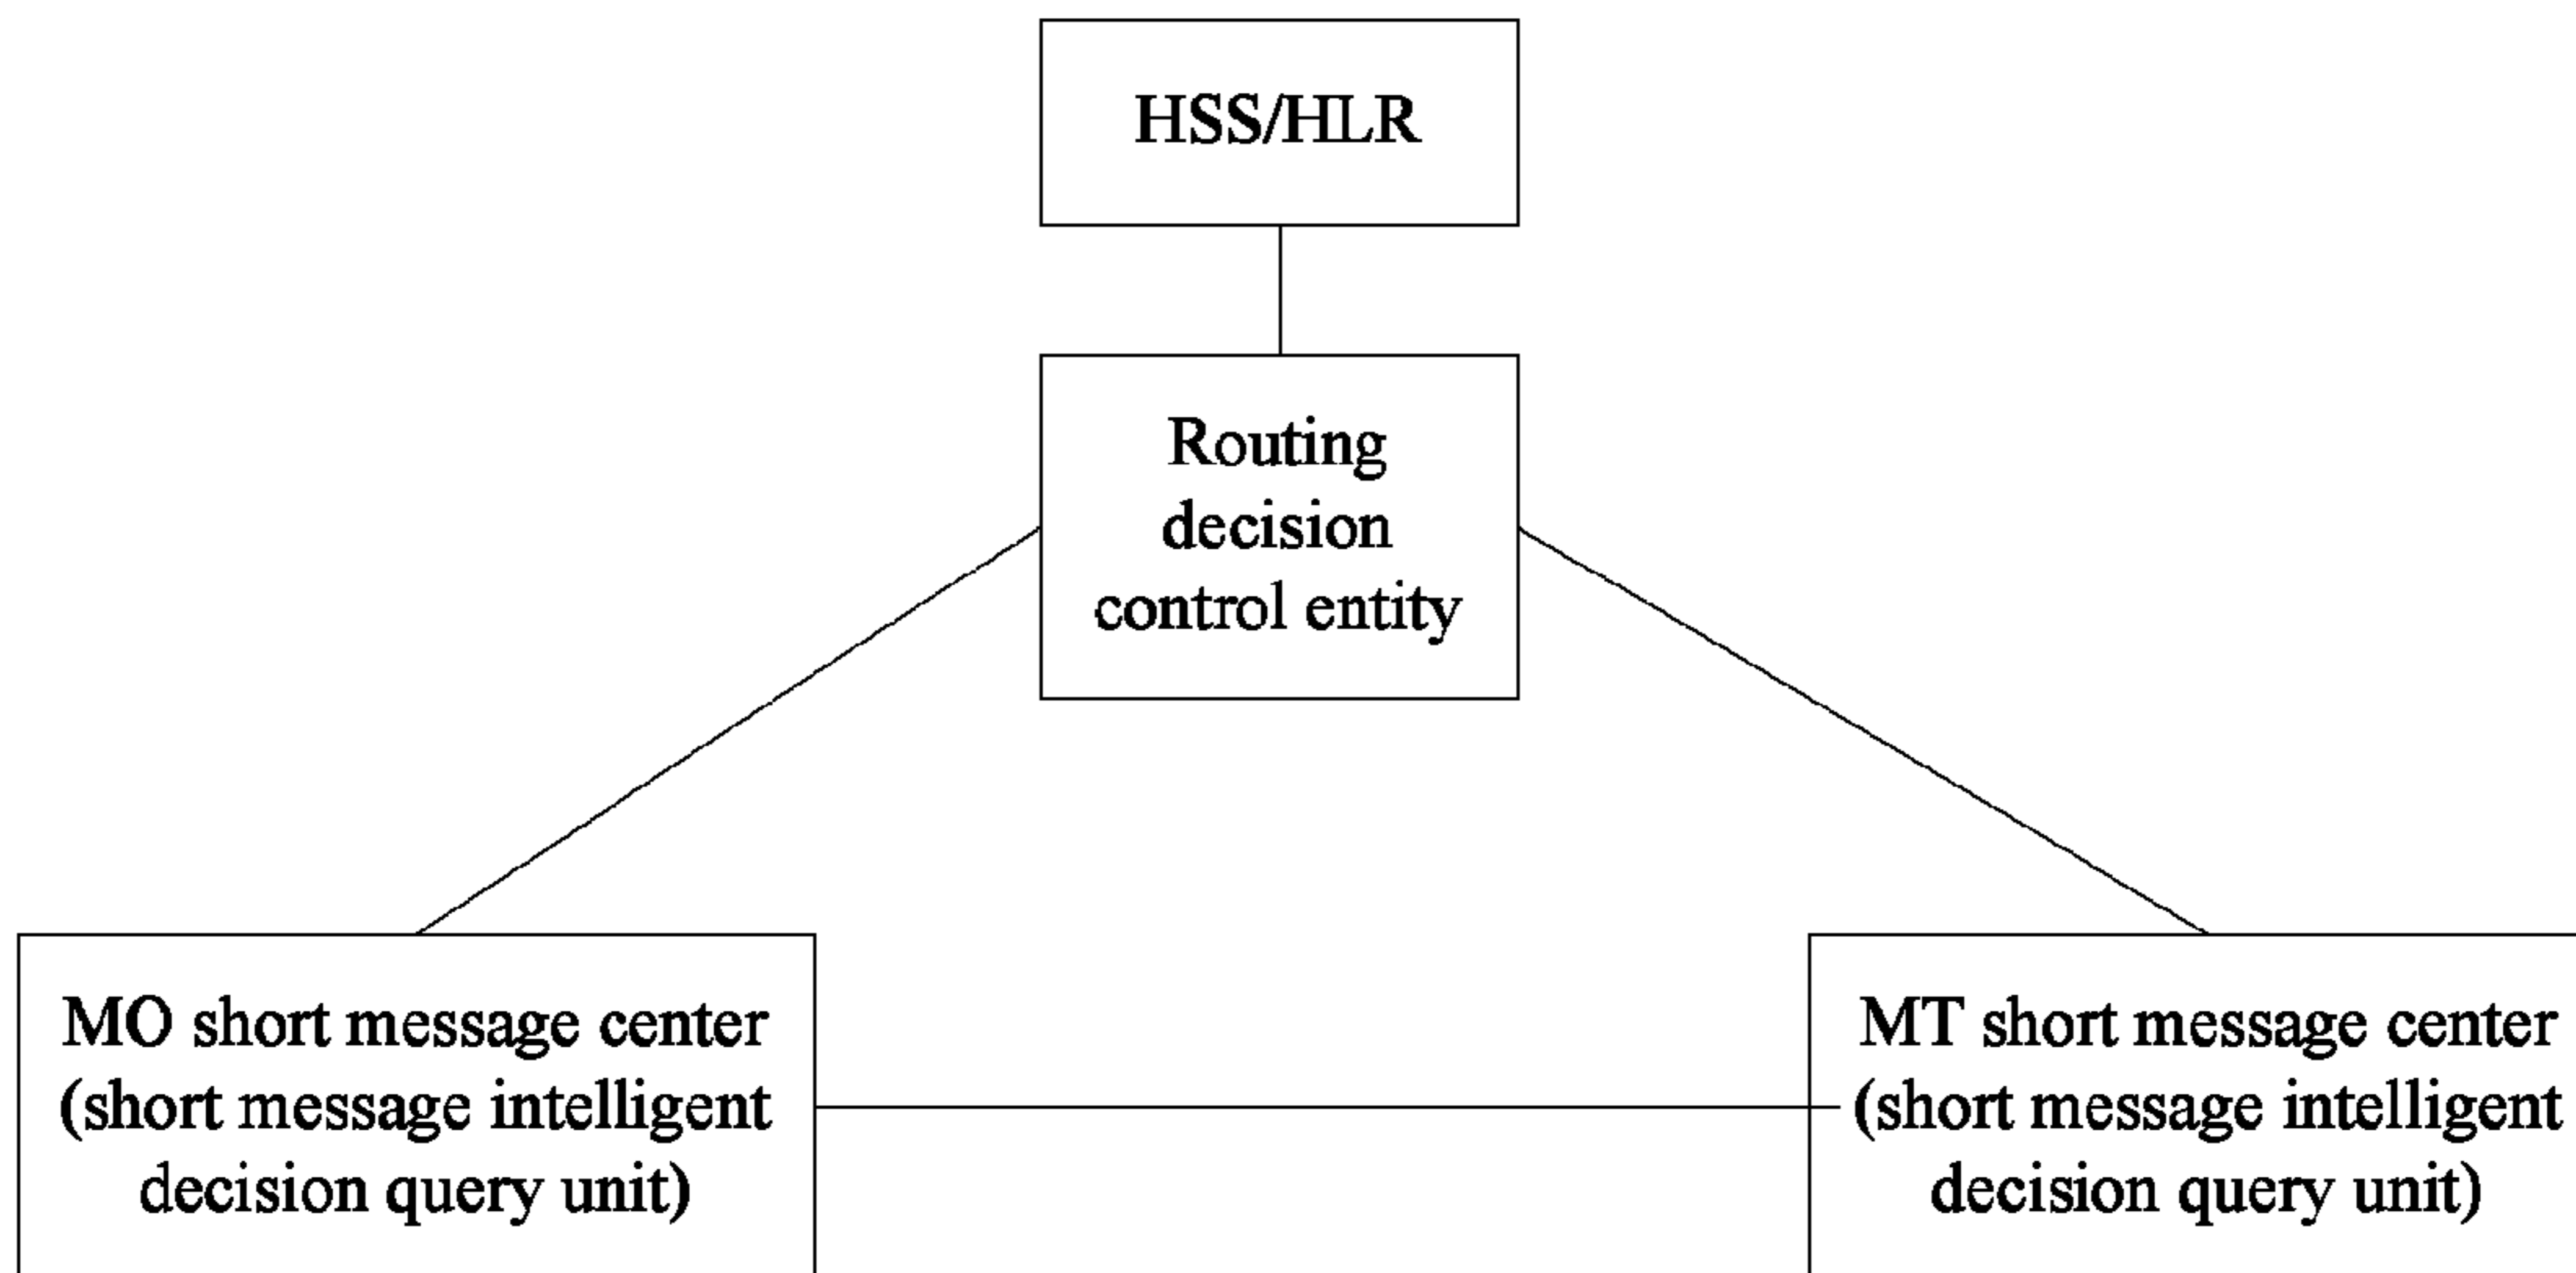 HSS/HLR
Routing
decision
control entity
MO short message center
(short message intelligent
decision query unit)
MT short message center
(short message intelligent
decision query unit)